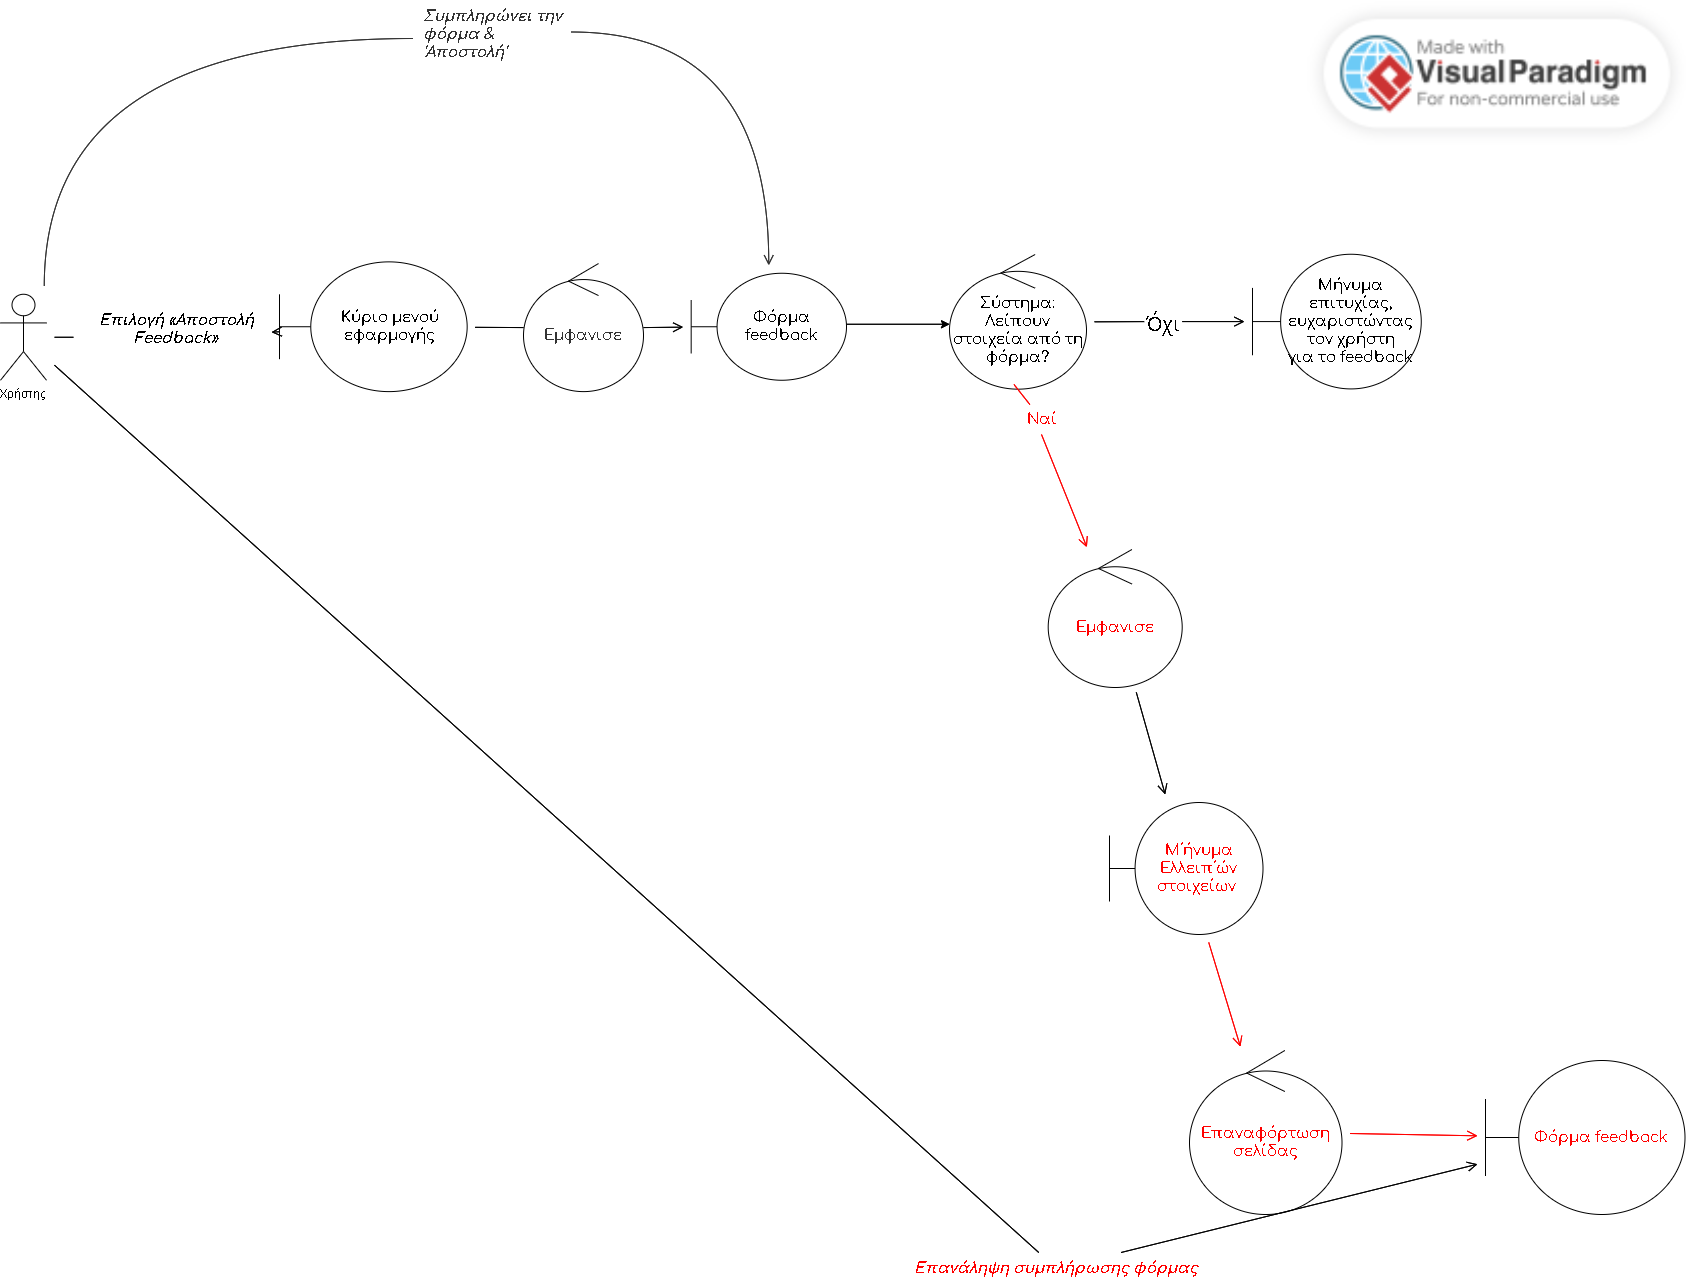 Συμπληρώνει την
φόρμα &
'Αποστολή'
Made with
Visual Paradigm
For non-commercial use
Χρήστης
Επιλογή «Αποστολή
Feedback»
Κύριο μενού
εφαρμογής
Εμφανισε
Φόρμα
feedback
Σύστημα:
Λείπουν
στοιχεία από τη
φόρμα?
Όχι
Μήνυμα
επιτυχίας,
ευχαριστώντας
τον χρήστη
για το feedback
Ναί
Εμφανισε
Μ΄ήνυμα
Ελλειπ΄ών
στοιχείων
Επαναφόρτωση
σελίδας
Φόρμα feedback
Επανάληψη συμπλήρωσης φόρμας